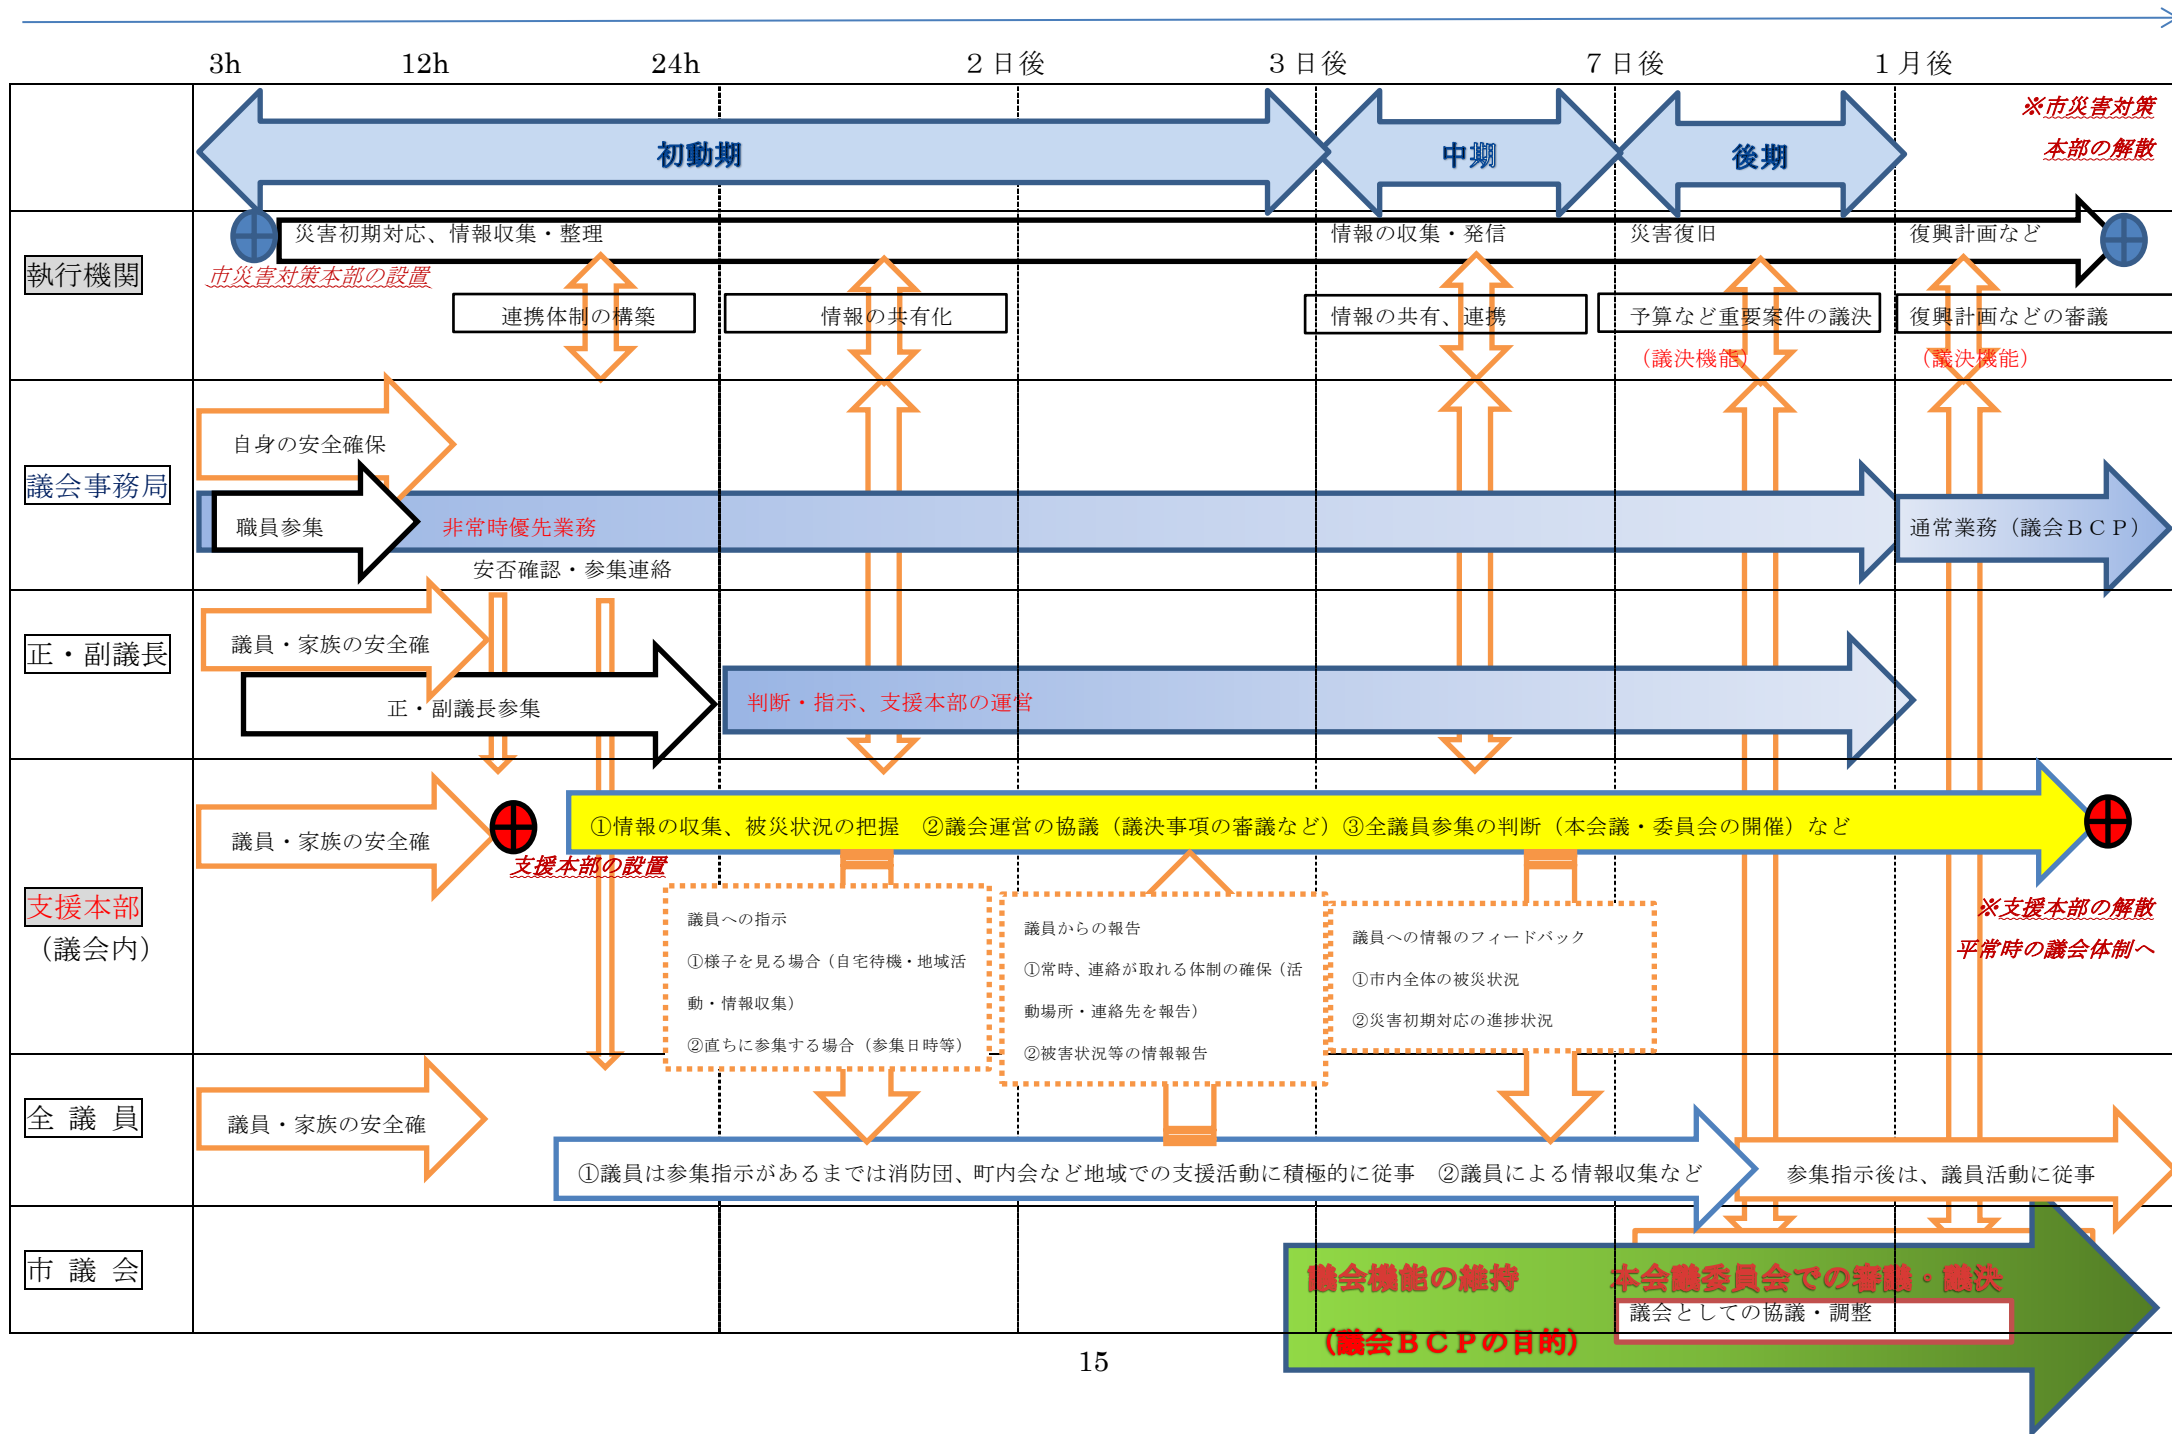 3h 12h 24h ２日後 ３日後 ７日後 １月後
※市災害対策
本部の解散
初動期 中期 後期
執行機関
災害初期対応、情報収集・整理 情報の収集・発信 災害復旧 復興計画など
市災害対策本部の設置
連携体制の構築 情報の共有化 情報の共有、連携 予算など重要案件の議決 復興計画などの審議
（議決機能） （議決機能）
議会事務局
自身の安全確保
職員参集 非常時優先業務 通常業務（議会ＢＣＰ）
安否確認・参集連絡
正・副議長
議員・家族の安全確
正・副議長参集 判断・指示、支援本部の運営
支援本部
（議会内）
議員・家族の安全確
①情報の収集、被災状況の把握 ②議会運営の協議（議決事項の審議など）③全議員参集の判断（本会議・委員会の開催）など
支援本部の設置
議員への指示
①様子を見る場合（自宅待機・地域活
動・情報収集）
②直ちに参集する場合（参集日時等）
議員からの報告
①常時、連絡が取れる体制の確保（活
動場所・連絡先を報告）
②被害状況等の情報報告
議員への情報のフィードバック
①市内全体の被災状況
②災害初期対応の進捗状況
※支援本部の解散
平常時の議会体制へ
全 議 員
議員・家族の安全確
①議員は参集指示があるまでは消防団、町内会など地域での支援活動に積極的に従事 ②議員による情報収集など
参集指示後は、議員活動に従事
市 議 会
議会機能の維持 本会議委員会での審議・議決
議会としての協議・調整
（議会ＢＣＰの目的）
15